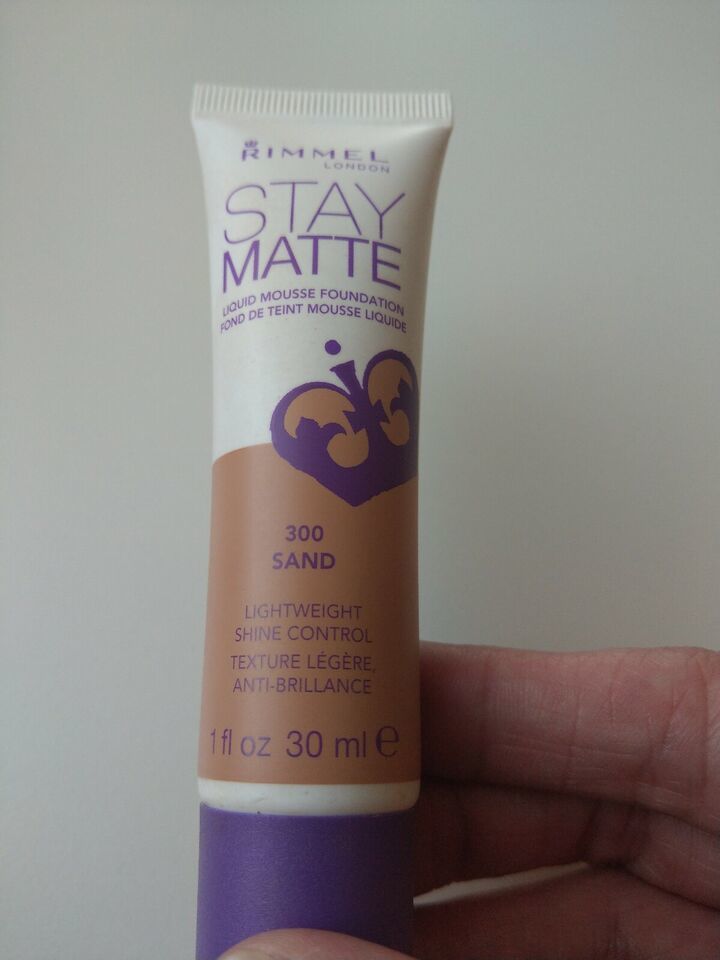 RIMMEL
LONDON
STAY
MATTE
LIQUID MOUSSE FOUNDATION
FOND DE TEINT MOUSSE LIQUIDE
300
SAND
LIGHTWEIGHT
SHINE CONTROL
TEXTURE LÉGÈRE,
ANTI-BRILLANCE
1 fl oz 30 ml ℮